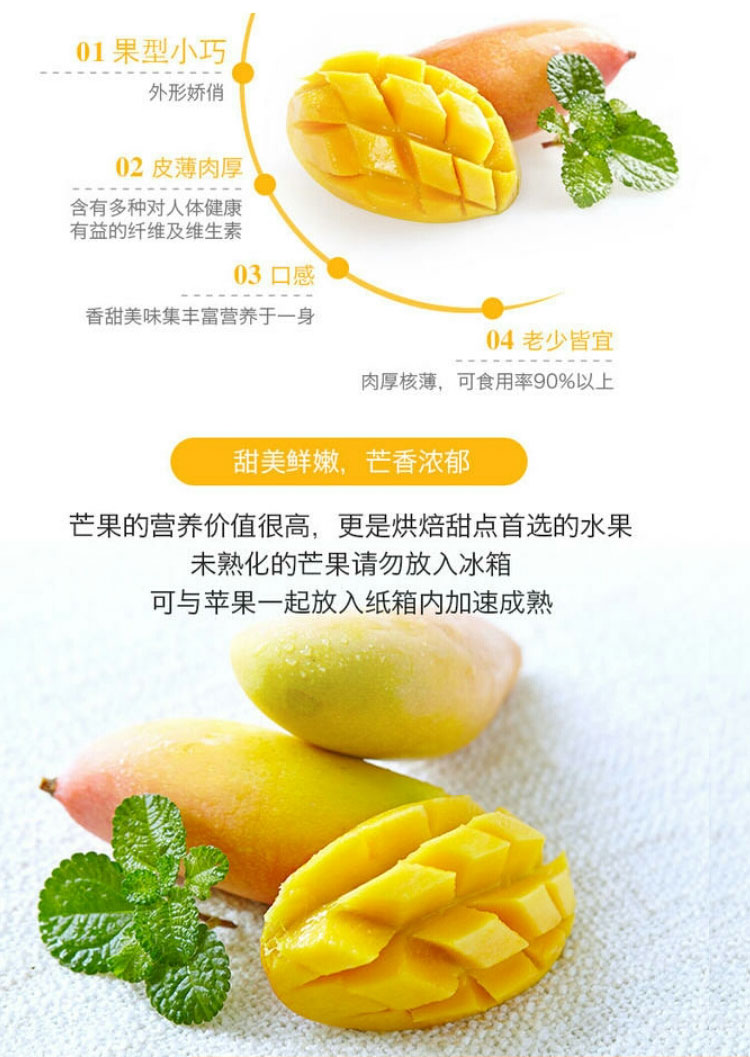 01 果型小巧
外形娇俏
02 皮薄肉厚
含有多种对人体健康
有益的纤维及维生素
03 口感
香甜美味集丰富营养于一身
04 老少皆宜
肉厚核薄，可食用率90%以上
甜美鲜嫩，芒香浓郁
芒果的营养价值很高，更是烘焙甜点首选的水果
未熟化的芒果请勿放入冰箱
可与苹果一起放入纸箱内加速成熟